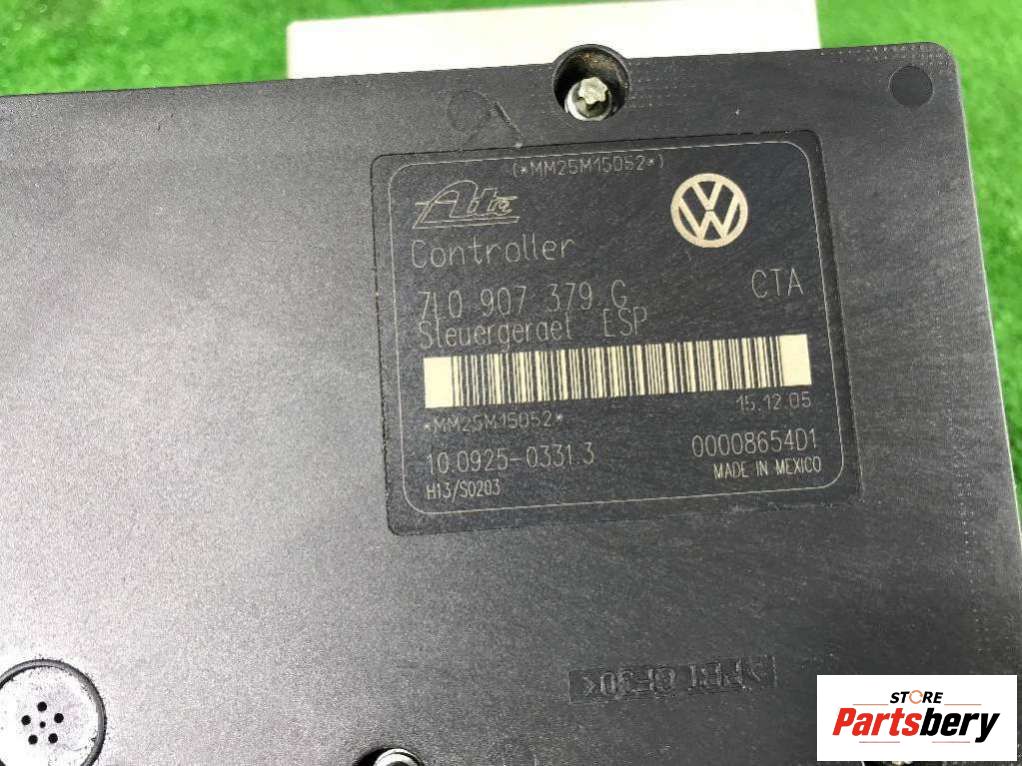 (*MM25M15052*)
Ate
Controller
7L0 907 379 G CTA
Steuergeraet ESP
15.12.05
*MM25M15052*
10.0925-0331.3 00008654D1
H13/S0203 MADE IN MEXICO
STORE
Partsbery